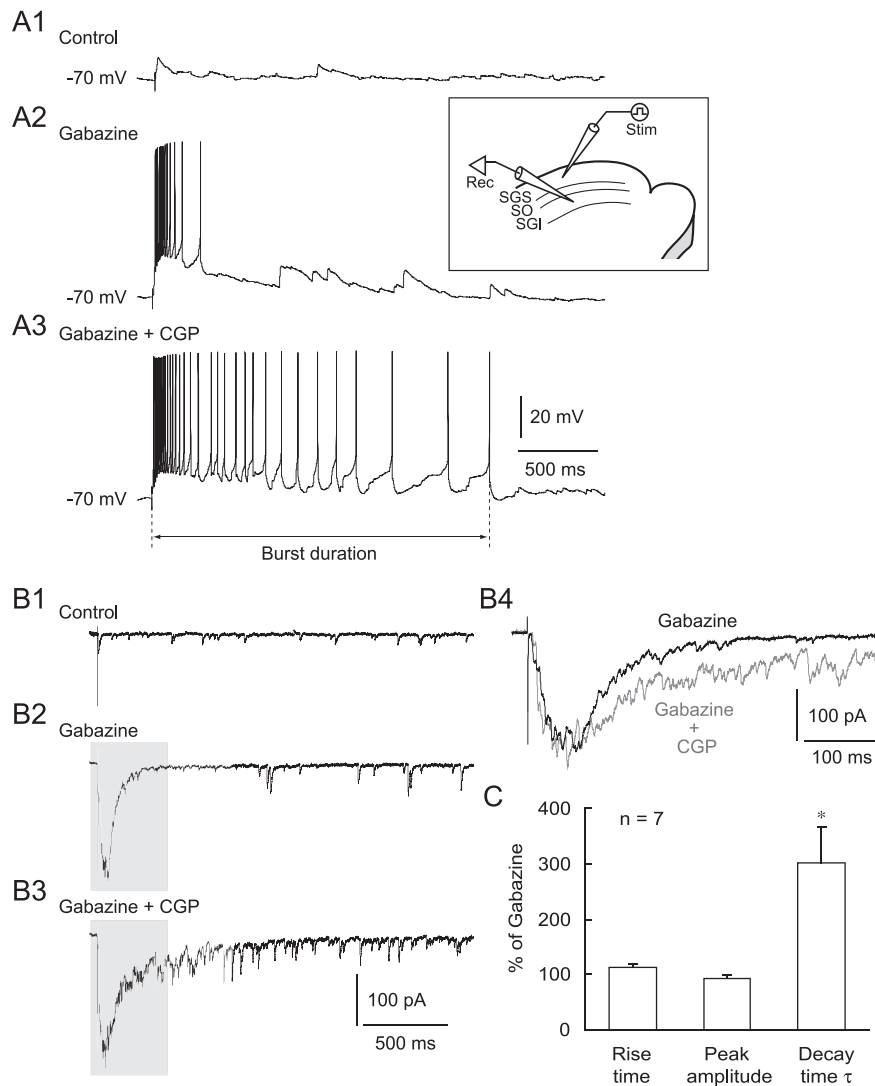 A1
Control
-70 mV
A2
Gabazine
-70 mV
Stim
Rec
SGS
SO
SGI
A3
Gabazine + CGP
-70 mV
20 mV
500 ms
Burst duration
B1
Control
B2
Gabazine
B3
Gabazine + CGP
100 pA
500 ms
B4
Gabazine
Gabazine
+
CGP
100 pA
100 ms
C
% of Gabazine
400
300
200
100
0
n = 7
*
Rise
time
Peak
amplitude
Decay
time τ